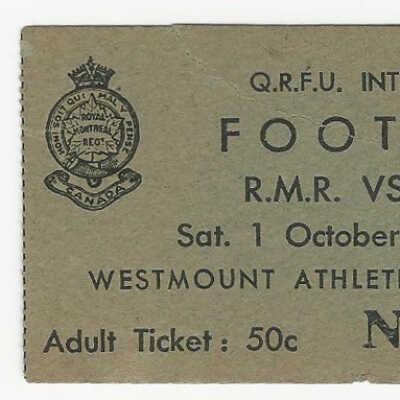 HONI SOIT QUI MAL Y PENSE
ROYAL
MONTREAL
REGT
CANADA
Q.R.F.U. INT
FOOT
R.M.R. VS
Sat. 1 October
WESTMOUNT ATHLETE
Adult Ticket: 50c
N